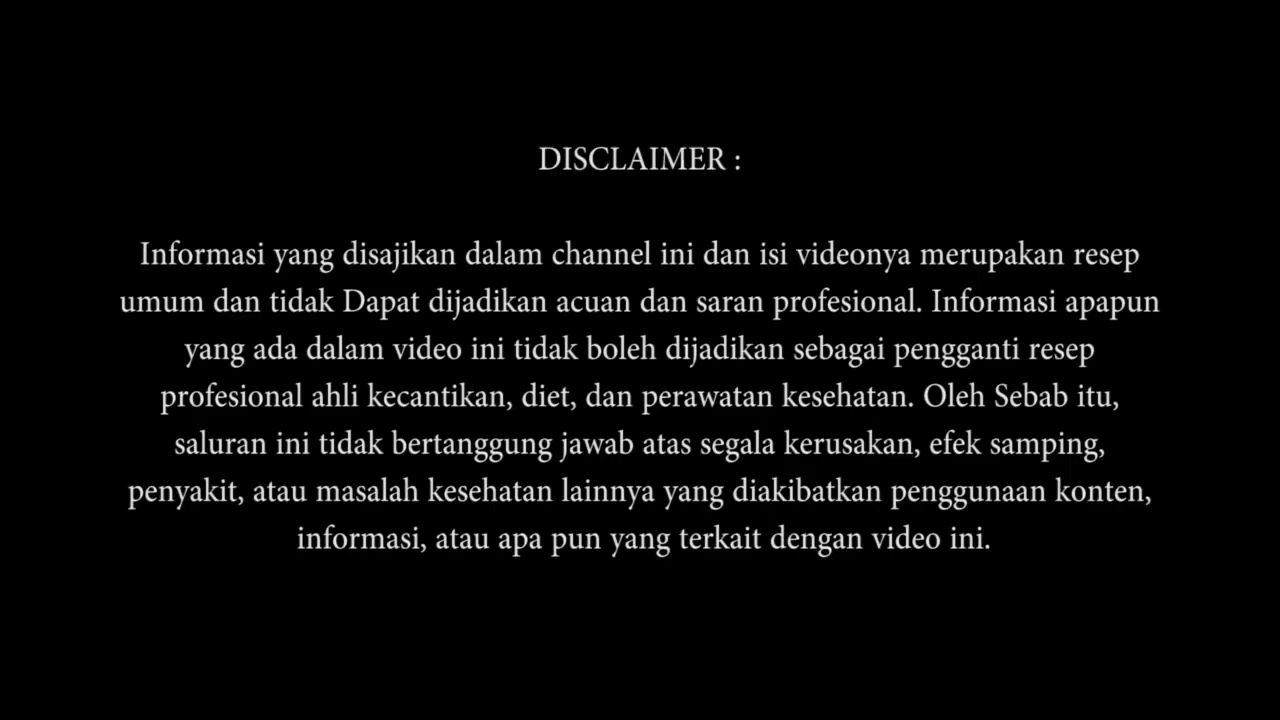 DISCLAIMER :
Informasi yang disajikan dalam channel ini dan isi videonya merupakan resep
umum dan tidak Dapat dijadikan acuan dan saran profesional. Informasi apapun
yang ada dalam video ini tidak boleh dijadikan sebagai pengganti resep
profesional ahli kecantikan, diet, dan perawatan kesehatan. Oleh Sebab itu,
saluran ini tidak bertanggung jawab atas segala kerusakan, efek samping,
penyakit, atau masalah kesehatan lainnya yang diakibatkan penggunaan konten,
informasi, atau apa pun yang terkait dengan video ini.